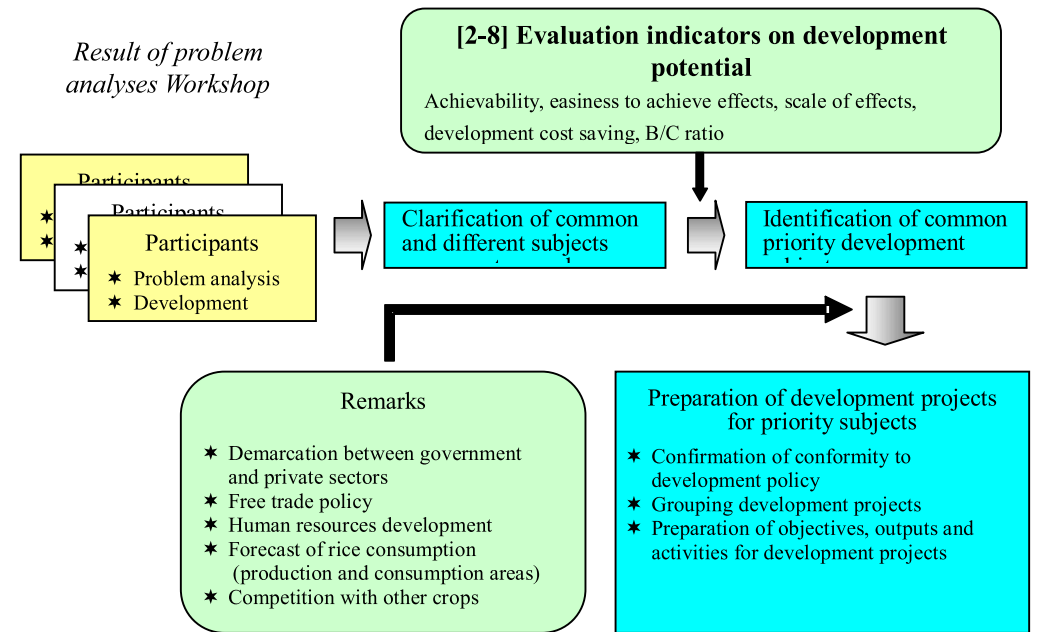 Result of problem
analyses Workshop
[2-8] Evaluation indicators on development
potential
Achievability, easiness to achieve effects, scale of effects,
development cost saving, B/C ratio
Participants
Participants
Participants
✶ Problem analysis
✶ Development
Clarification of common
and different subjects
Identification of common
priority development
Remarks
✶ Demarcation between government
and private sectors
✶ Free trade policy
✶ Human resources development
✶ Forecast of rice consumption
(production and consumption areas)
✶ Competition with other crops
Preparation of development projects
for priority subjects
✶ Confirmation of conformity to
development policy
✶ Grouping development projects
✶ Preparation of objectives, outputs and
activities for development projects